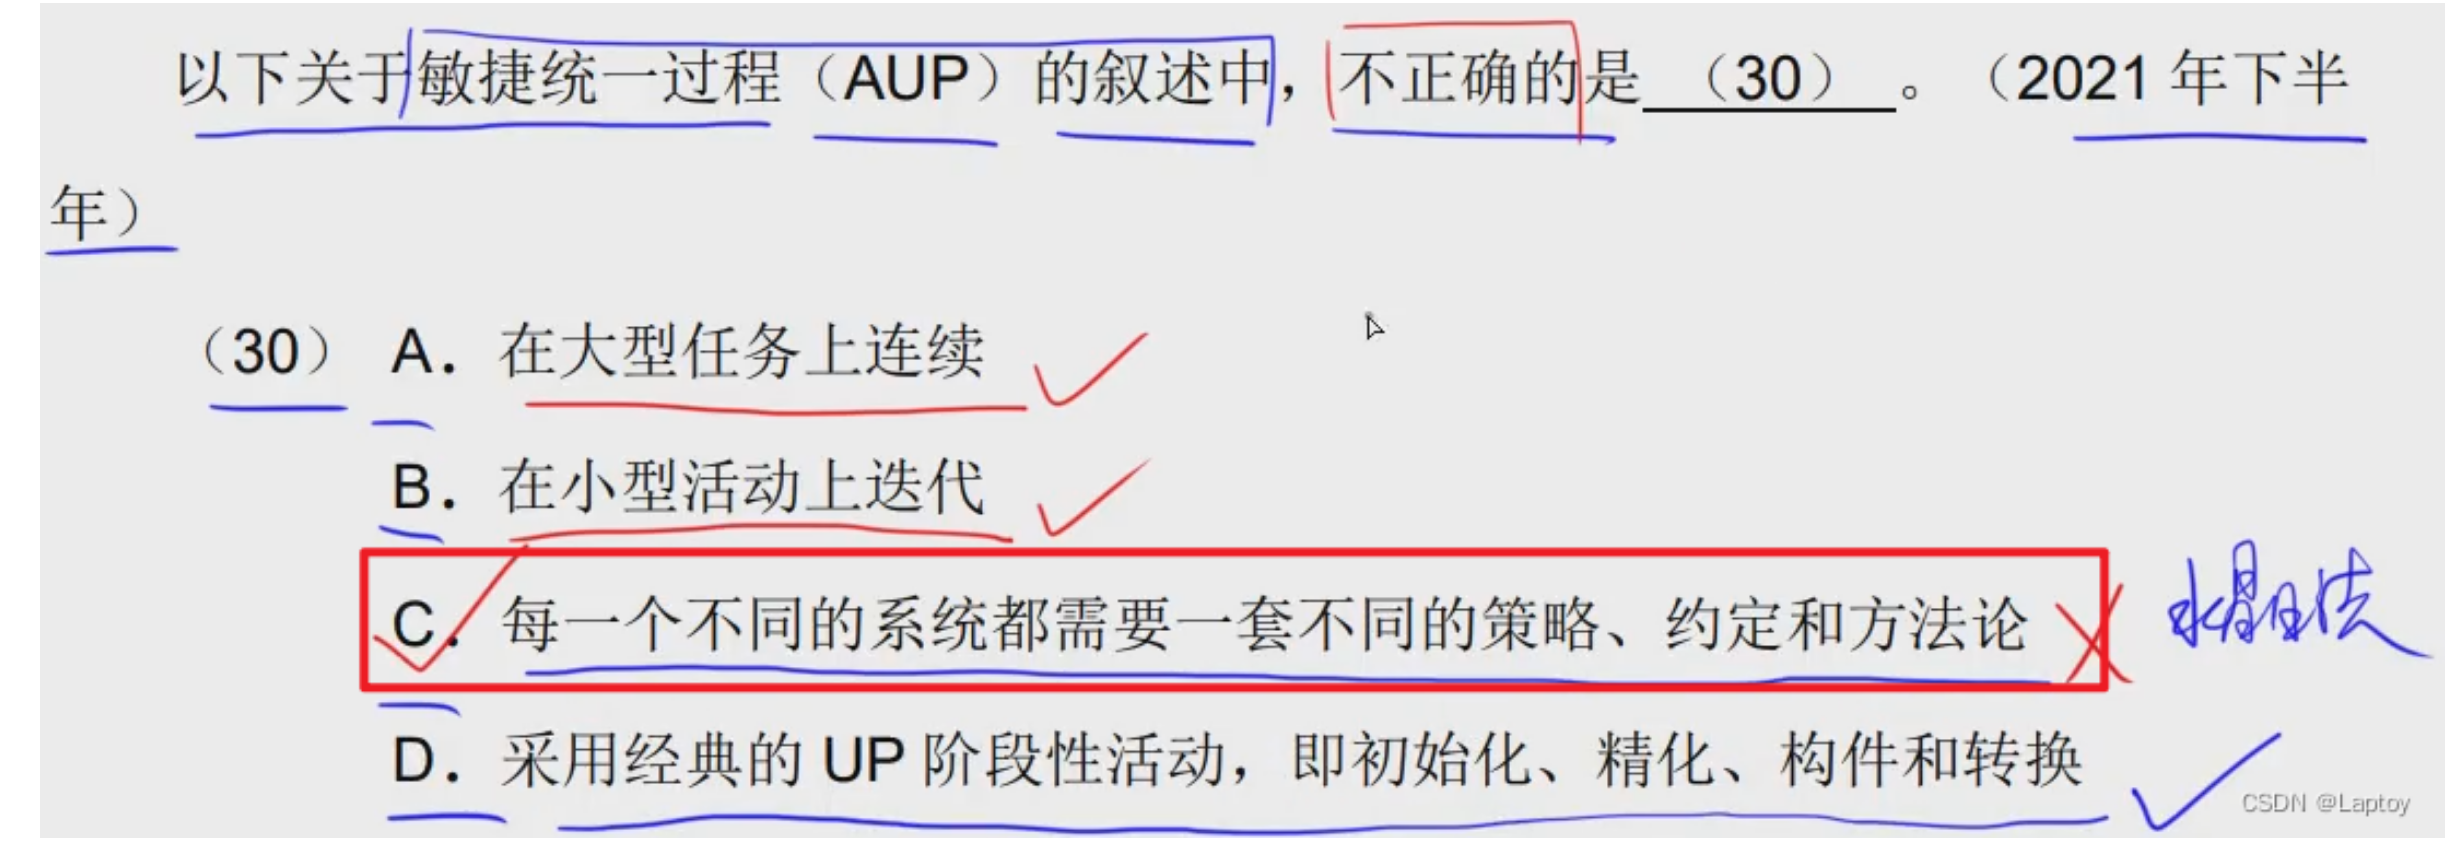 以下关于敏捷统一过程（AUP）的叙述中，不正确的是 （30） 。（2021 年下半
年）
（30） A. 在大型任务上连续
B. 在小型活动上迭代
C. 每一个不同的系统都需要一套不同的策略、约定和方法论
水晶法
D. 采用经典的 UP 阶段性活动，即初始化、精化、构件和转换
CSDN @Laptoy